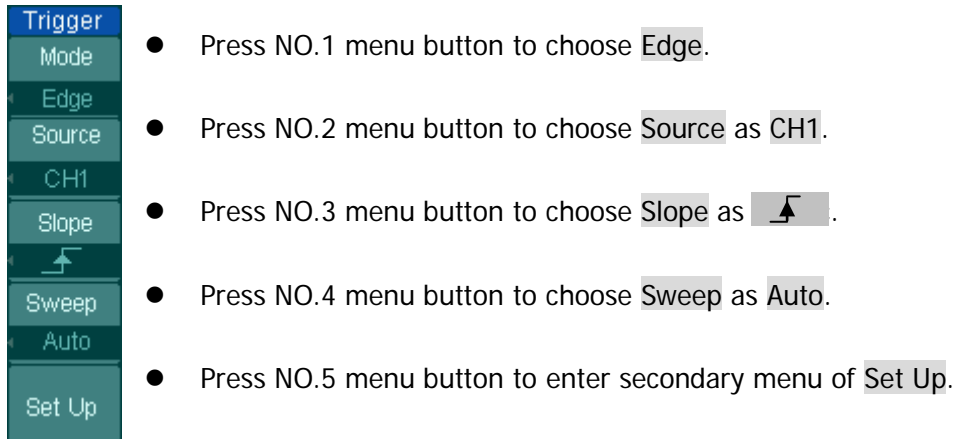 Trigger
Mode
Edge
Source
CH1
Slope
Sweep
Auto
Set Up
● Press NO.1 menu button to choose Edge.
● Press NO.2 menu button to choose Source as CH1.
● Press NO.3 menu button to choose Slope as .
● Press NO.4 menu button to choose Sweep as Auto.
● Press NO.5 menu button to enter secondary menu of Set Up.